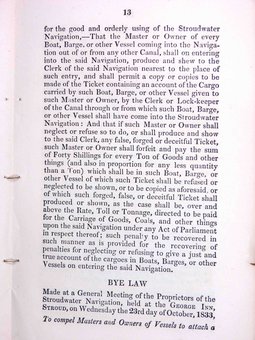 13
for the good and orderly using of the Stroudwater
Navigation,—That the Master or Owner of every
Boat, Barge, or other Vessel coming into the Naviga-
tion out of or from any other Canal, shall on entering
into the said Navigation, produce and shew to the
Clerk of the said Navigation nearest to the place of
such entry, and shall permit a copy or copies to be
made of the Ticket containing an account of the Cargo
carried by such Boat, Barge, or other Vessel given to
such Master or Owner, by the Clerk or Lock-keeper
of the Canal through or from which such Boat, Barge,
or other Vessel shall have come into the Stroudwater
Navigation: And that if such Master or Owner shall
neglect or refuse so to do, or shall produce and show
to the said Clerk, any false, forged or deceitful Ticket,
such Master or Owner shall forfeit and pay the sum
of Forty Shillings for every Ton of Goods and other
things (and also in proportion for any less quantity
than a Ton) which shall be in such Boat, Barge, or
other Vessel of which such Ticket shall be refused or
neglected to be shown, or to be copied as aforesaid, or
of which such forged, false, or deceitful Ticket shall
produced or shown, as the case shall be, over and
above the Rate, Toll or Tonnage, directed to be paid
for the Carriage of Goods, Coals, and other things
upon the said Navigation under any Act of Parliament
in respect thereof; such penalty to be recovered in
such manner as is provided for the recovering of
penalties for neglecting or refusing to give a just and
true account of the cargoes in Boats, Barges, or other
Vessels on entering the said Navigation.
BYE LAW
Made at a General Meeting of the Proprietors of the
Stroudwater Navigation, held at the GEORGE INN,
STROUD, on Wednesday the 23rd day of October, 1833,
To compel Masters and Owners of Vessels to attach a